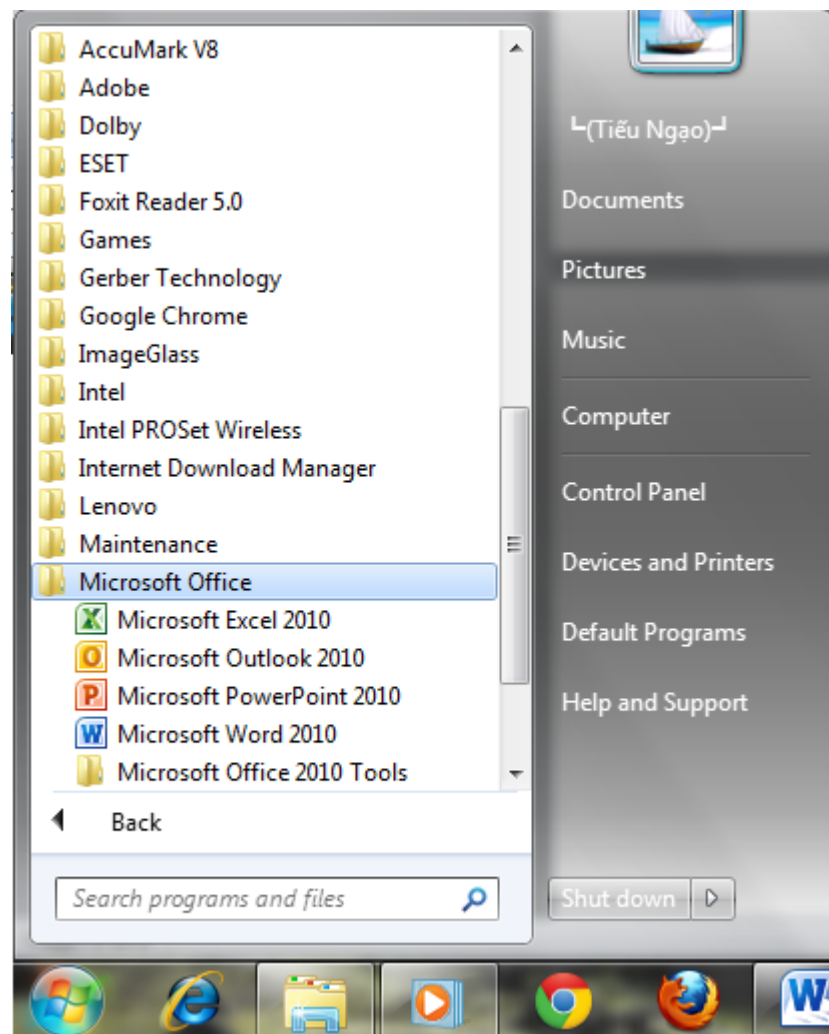 AccuMark V8
Adobe
Dolby
ESET
Foxit Reader 5.0
Games
Gerber Technology
Google Chrome
ImageGlass
Intel
Intel PROSet Wireless
Internet Download Manager
Lenovo
Maintenance
Microsoft Office
Microsoft Excel 2010
Microsoft Outlook 2010
Microsoft PowerPoint 2010
Microsoft Word 2010
Microsoft Office 2010 Tools
Back
Search programs and files
┗(Tiếu Ngạo)┛
Documents
Pictures
Music
Computer
Control Panel
Devices and Printers
Default Programs
Help and Support
Shut down